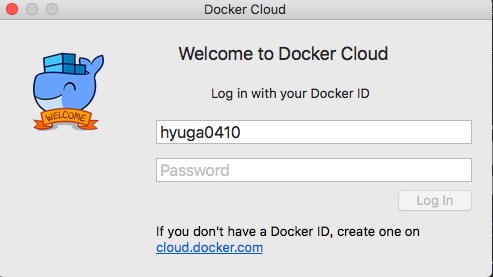 Docker Cloud
Welcome to Docker Cloud
WELCOME
Log in with your Docker ID
hyuga0410
Password
Log In
If you don't have a Docker ID, create one on
cloud.docker.com